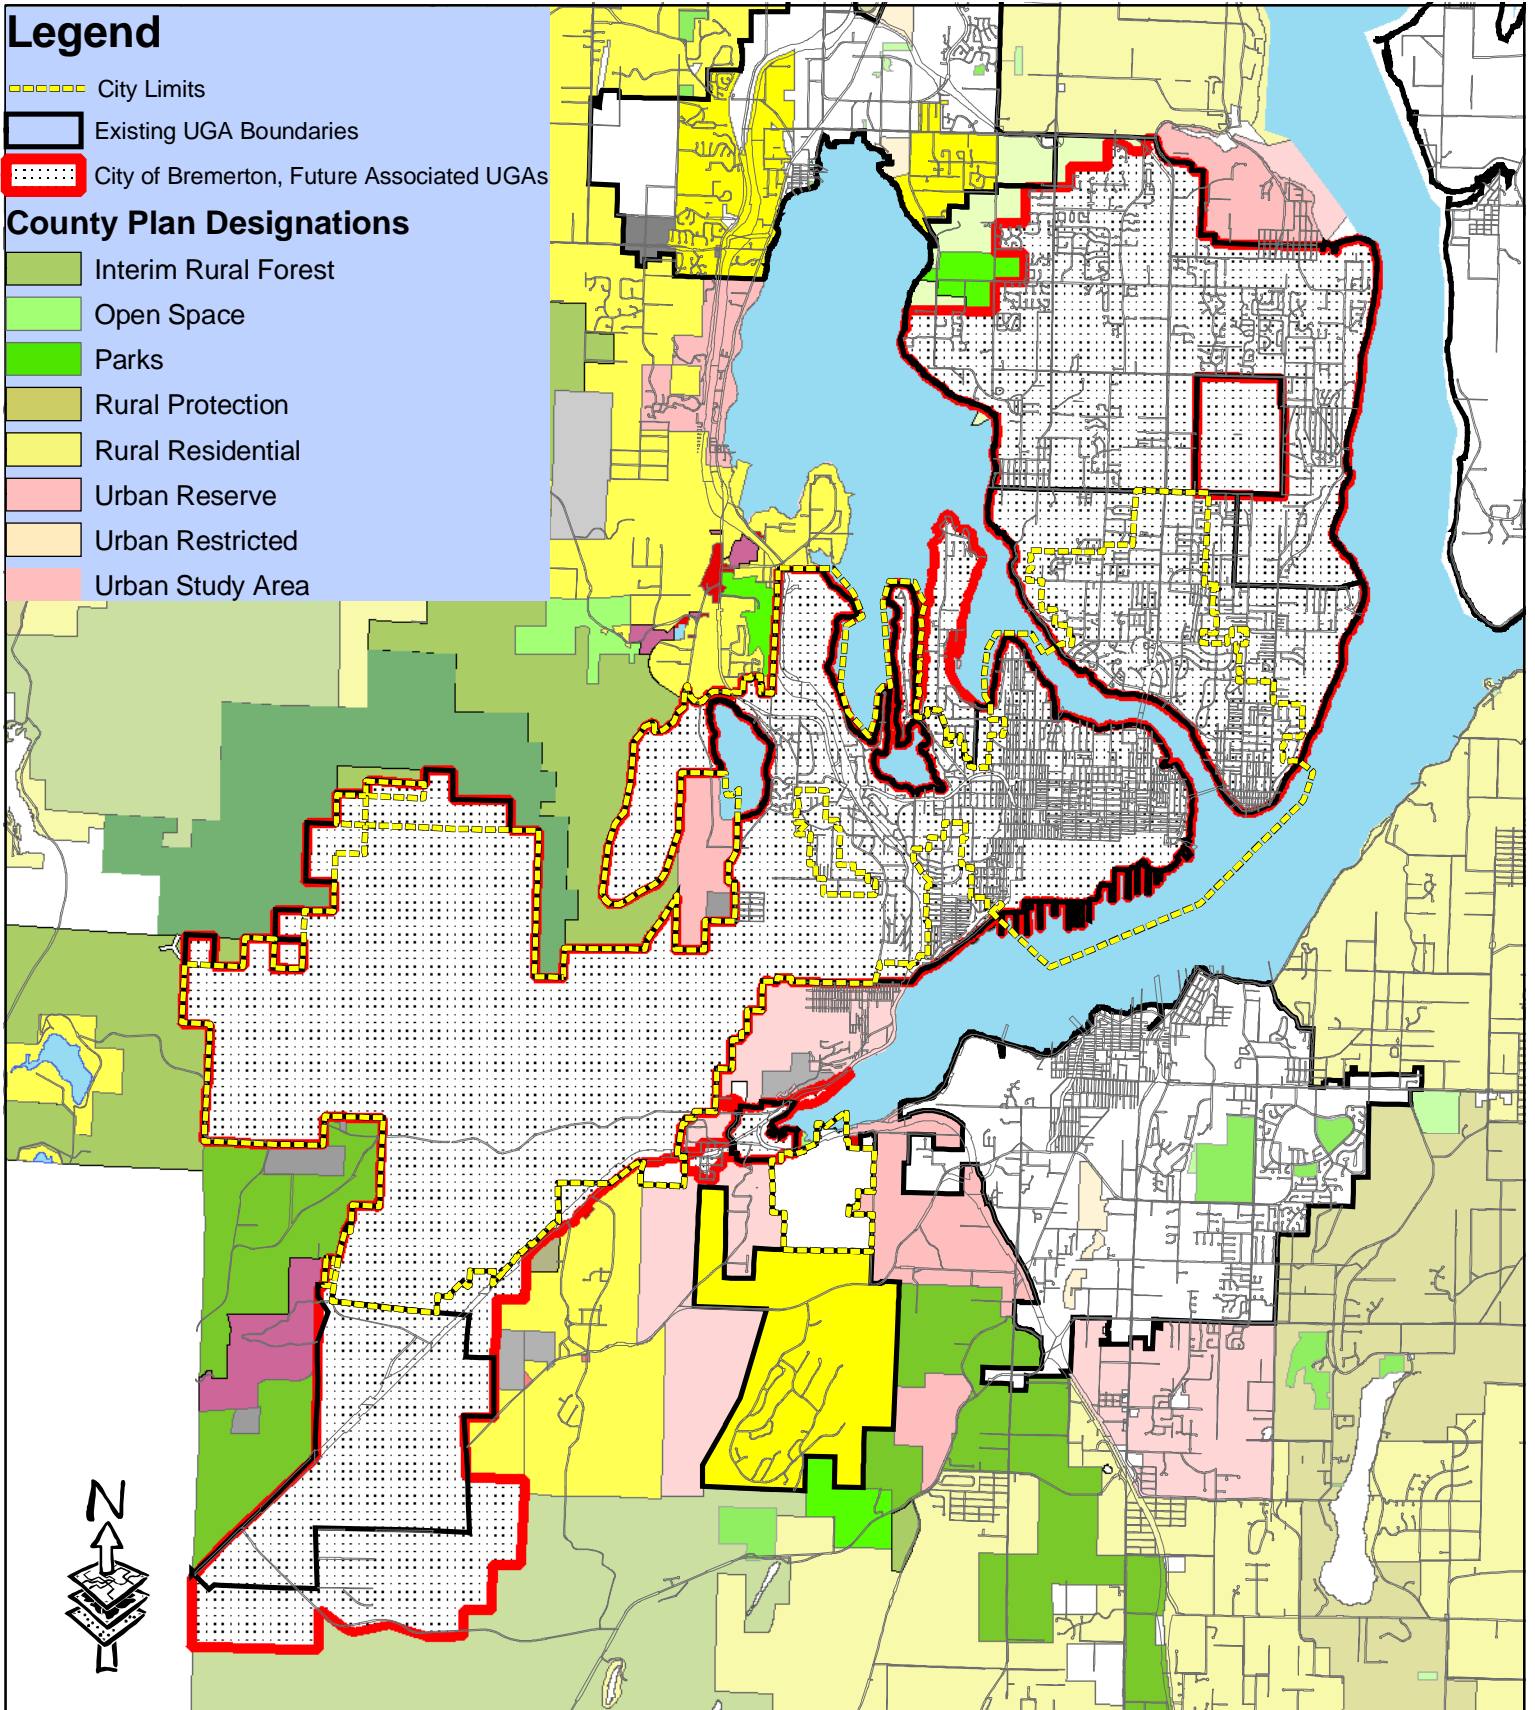 Legend
City Limits
Existing UGA Boundaries
City of Bremerton, Future Associated UGAs
County Plan Designations
Interim Rural Forest
Open Space
Parks
Rural Protection
Rural Residential
Urban Reserve
Urban Restricted
Urban Study Area
N